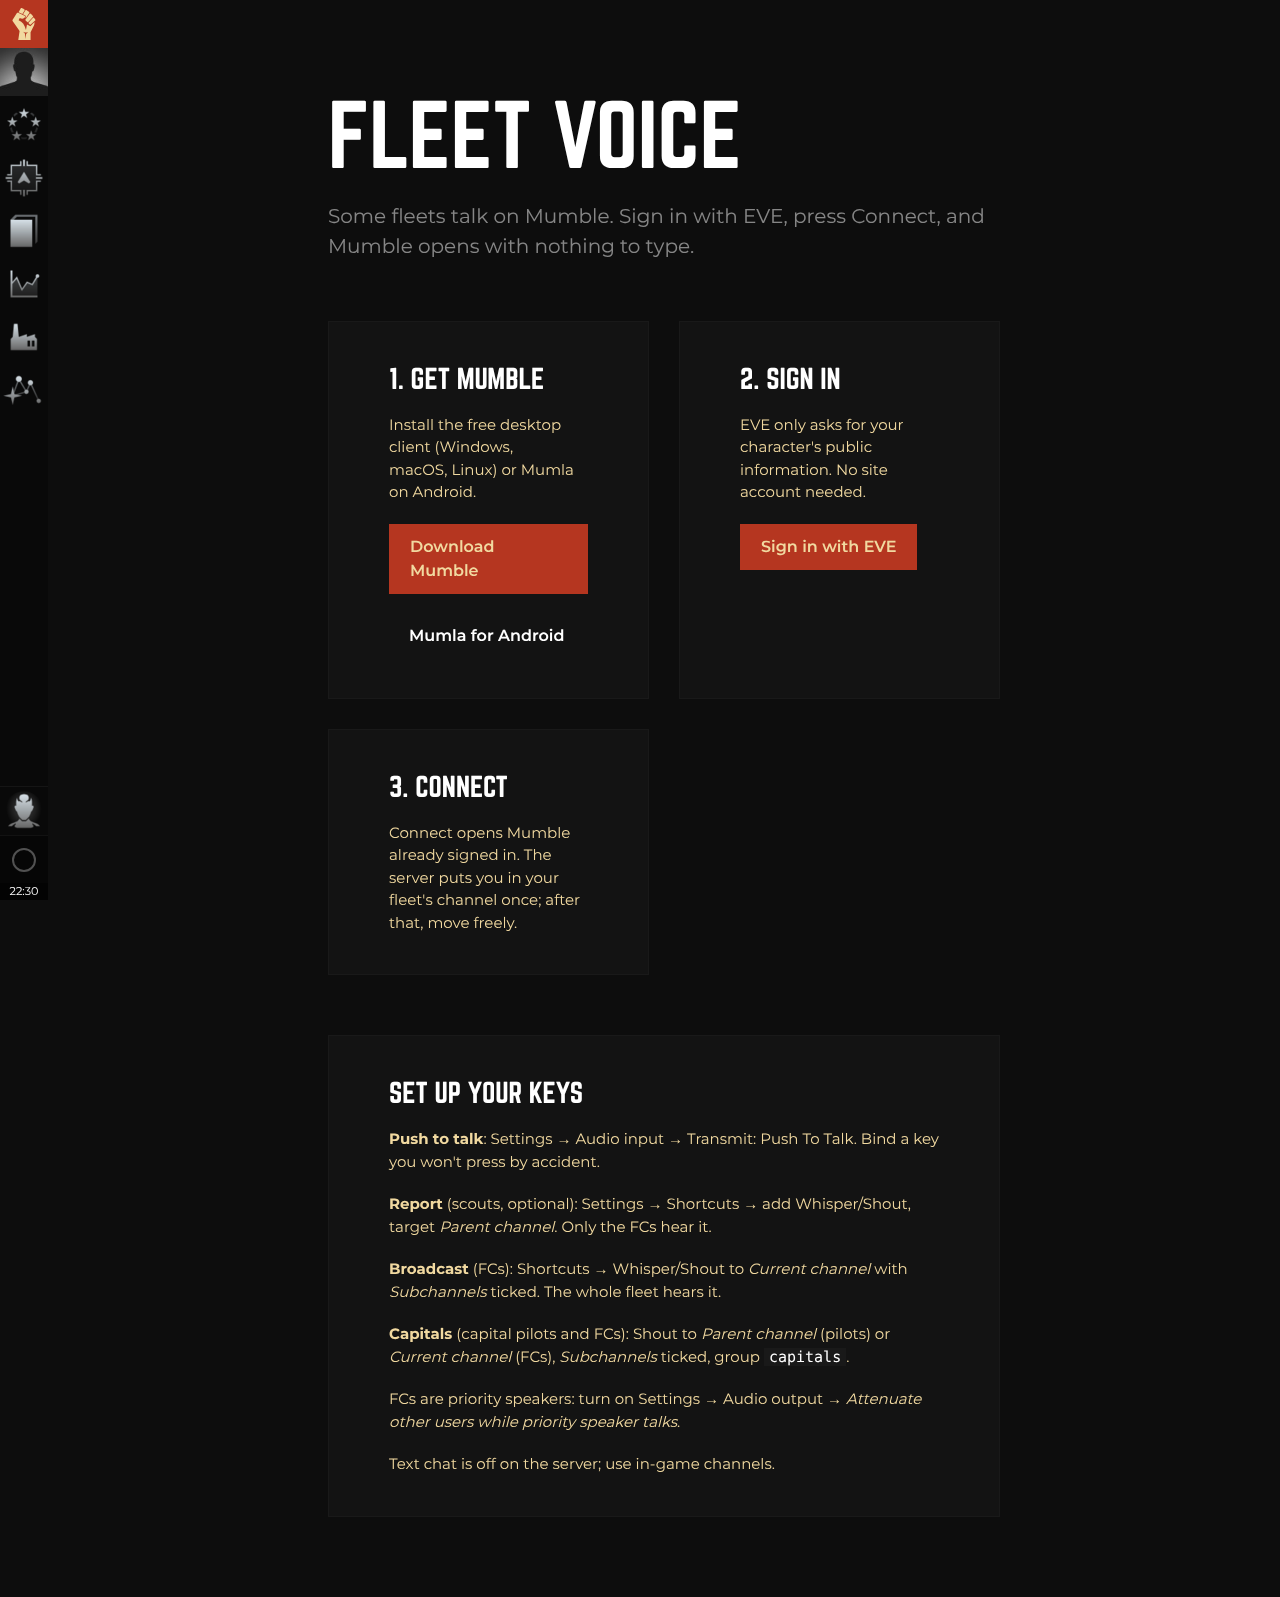 FLEET VOICE
Some fleets talk on Mumble. Sign in with EVE, press Connect, and
Mumble opens with nothing to type.
1. GET MUMBLE
Install the free desktop
client (Windows,
macOS, Linux) or Mumla
on Android.
Download
Mumble
Mumla for Android
2. SIGN IN
EVE only asks for your
character's public
information. No site
account needed.
Sign in with EVE
3. CONNECT
Connect opens Mumble
already signed in. The
server puts you in your
fleet's channel once; after
that, move freely.
22:30
SET UP YOUR KEYS
Push to talk: Settings → Audio input → Transmit: Push To Talk. Bind a key
you won't press by accident.
Report (scouts, optional): Settings → Shortcuts → add Whisper/Shout,
target Parent channel. Only the FCs hear it.
Broadcast (FCs): Shortcuts → Whisper/Shout to Current channel with
Subchannels ticked. The whole fleet hears it.
Capitals (capital pilots and FCs): Shout to Parent channel (pilots) or
Current channel (FCs), Subchannels ticked, group capitals.
FCs are priority speakers: turn on Settings → Audio output → Attenuate
other users while priority speaker talks.
Text chat is off on the server; use in-game channels.